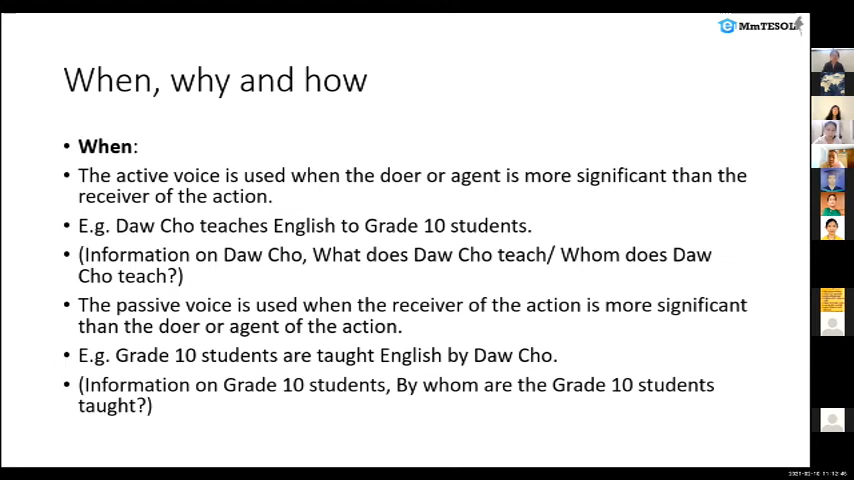 MmTESOL
When, why and how
• When:
• The active voice is used when the doer or agent is more significant than the
receiver of the action.
• E.g. Daw Cho teaches English to Grade 10 students.
• (Information on Daw Cho, What does Daw Cho teach/ Whom does Daw
Cho teach?)
• The passive voice is used when the receiver of the action is more significant
than the doer or agent of the action.
• E.g. Grade 10 students are taught English by Daw Cho.
• (Information on Grade 10 students, By whom are the Grade 10 students
taught?)